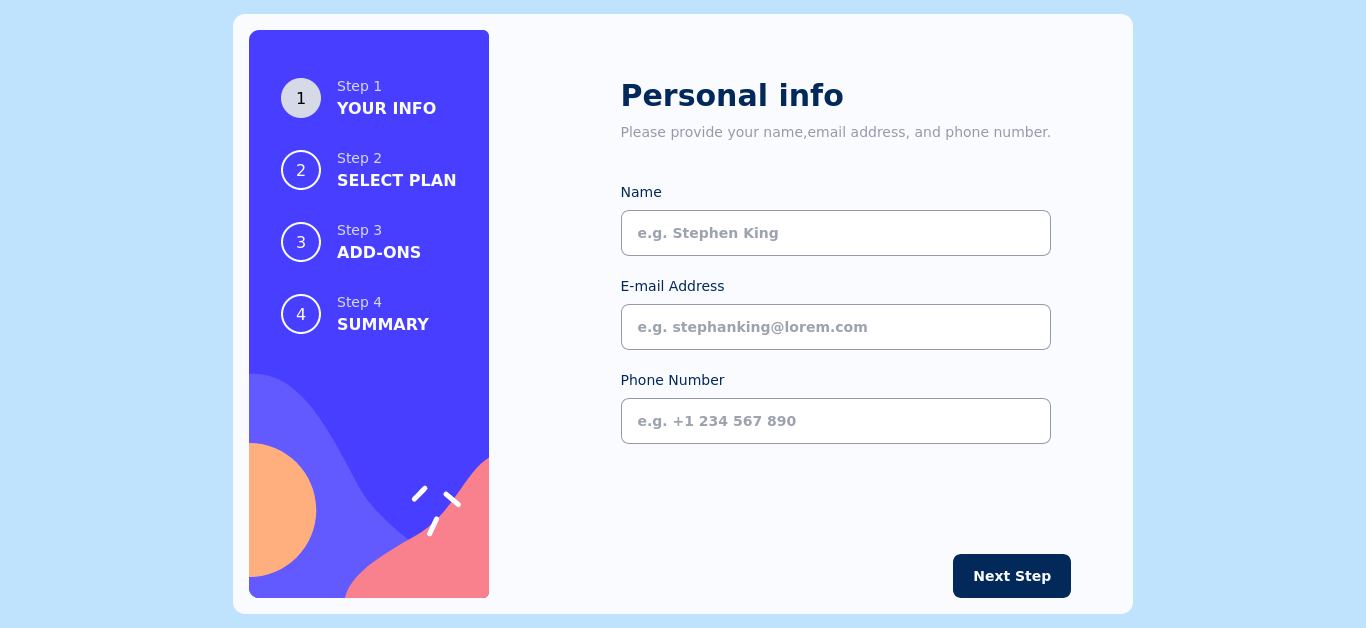 1
Step 1
YOUR INFO
2
Step 2
SELECT PLAN
3
Step 3
ADD-ONS
4
Step 4
SUMMARY
Personal info
Please provide your name,email address, and phone number.
Name
e.g. Stephen King
E-mail Address
e.g. stephanking@lorem.com
Phone Number
e.g. +1 234 567 890
Next Step